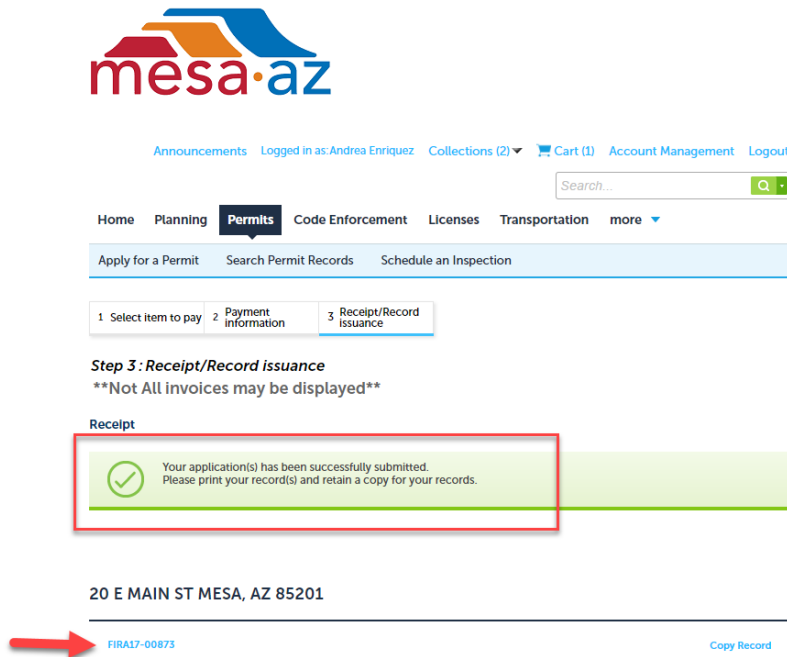 mesa·az
Announcements Logged in as:Andrea Enriquez Collections (2) Cart (1) Account Management Logout
Search...
Home Planning Permits Code Enforcement Licenses Transportation more
Apply for a Permit Search Permit Records Schedule an Inspection
1 Select item to pay 2 Payment information 3 Receipt/Record issuance
Step 3 : Receipt/Record issuance
**Not All invoices may be displayed**
Receipt
Your application(s) has been successfully submitted.
Please print your record(s) and retain a copy for your records.
20 E MAIN ST MESA, AZ 85201
FIRA17-00873 Copy Record